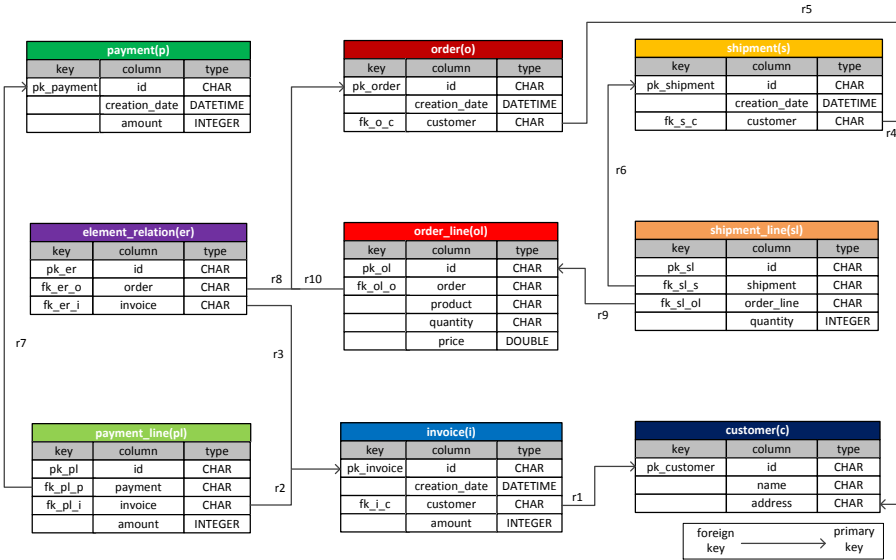 r5
payment(p)
key column type
pk_payment id CHAR
creation_date DATETIME
amount INTEGER
order(o)
key column type
pk_order id CHAR
creation_date DATETIME
fk_o_c customer CHAR
shipment(s)
key column type
pk_shipment id CHAR
creation_date DATETIME
fk_s_c customer CHAR
r4
r6
element_relation(er)
key column type
pk_er id CHAR
fk_er_o order CHAR
fk_er_i invoice CHAR
r8
r10
order_line(ol)
key column type
pk_ol id CHAR
fk_ol_o order CHAR
product CHAR
quantity CHAR
price DOUBLE
shipment_line(sl)
key column type
pk_sl id CHAR
fk_sl_s shipment CHAR
fk_sl_ol order_line CHAR
quantity INTEGER
r9
r7
r3
payment_line(pl)
key column type
pk_pl id CHAR
fk_pl_p payment CHAR
fk_pl_i invoice CHAR
amount INTEGER
r2
invoice(i)
key column type
pk_invoice id CHAR
creation_date DATETIME
fk_i_c customer CHAR
amount INTEGER
r1
customer(c)
key column type
pk_customer id CHAR
name CHAR
address CHAR
foreign key
primary key